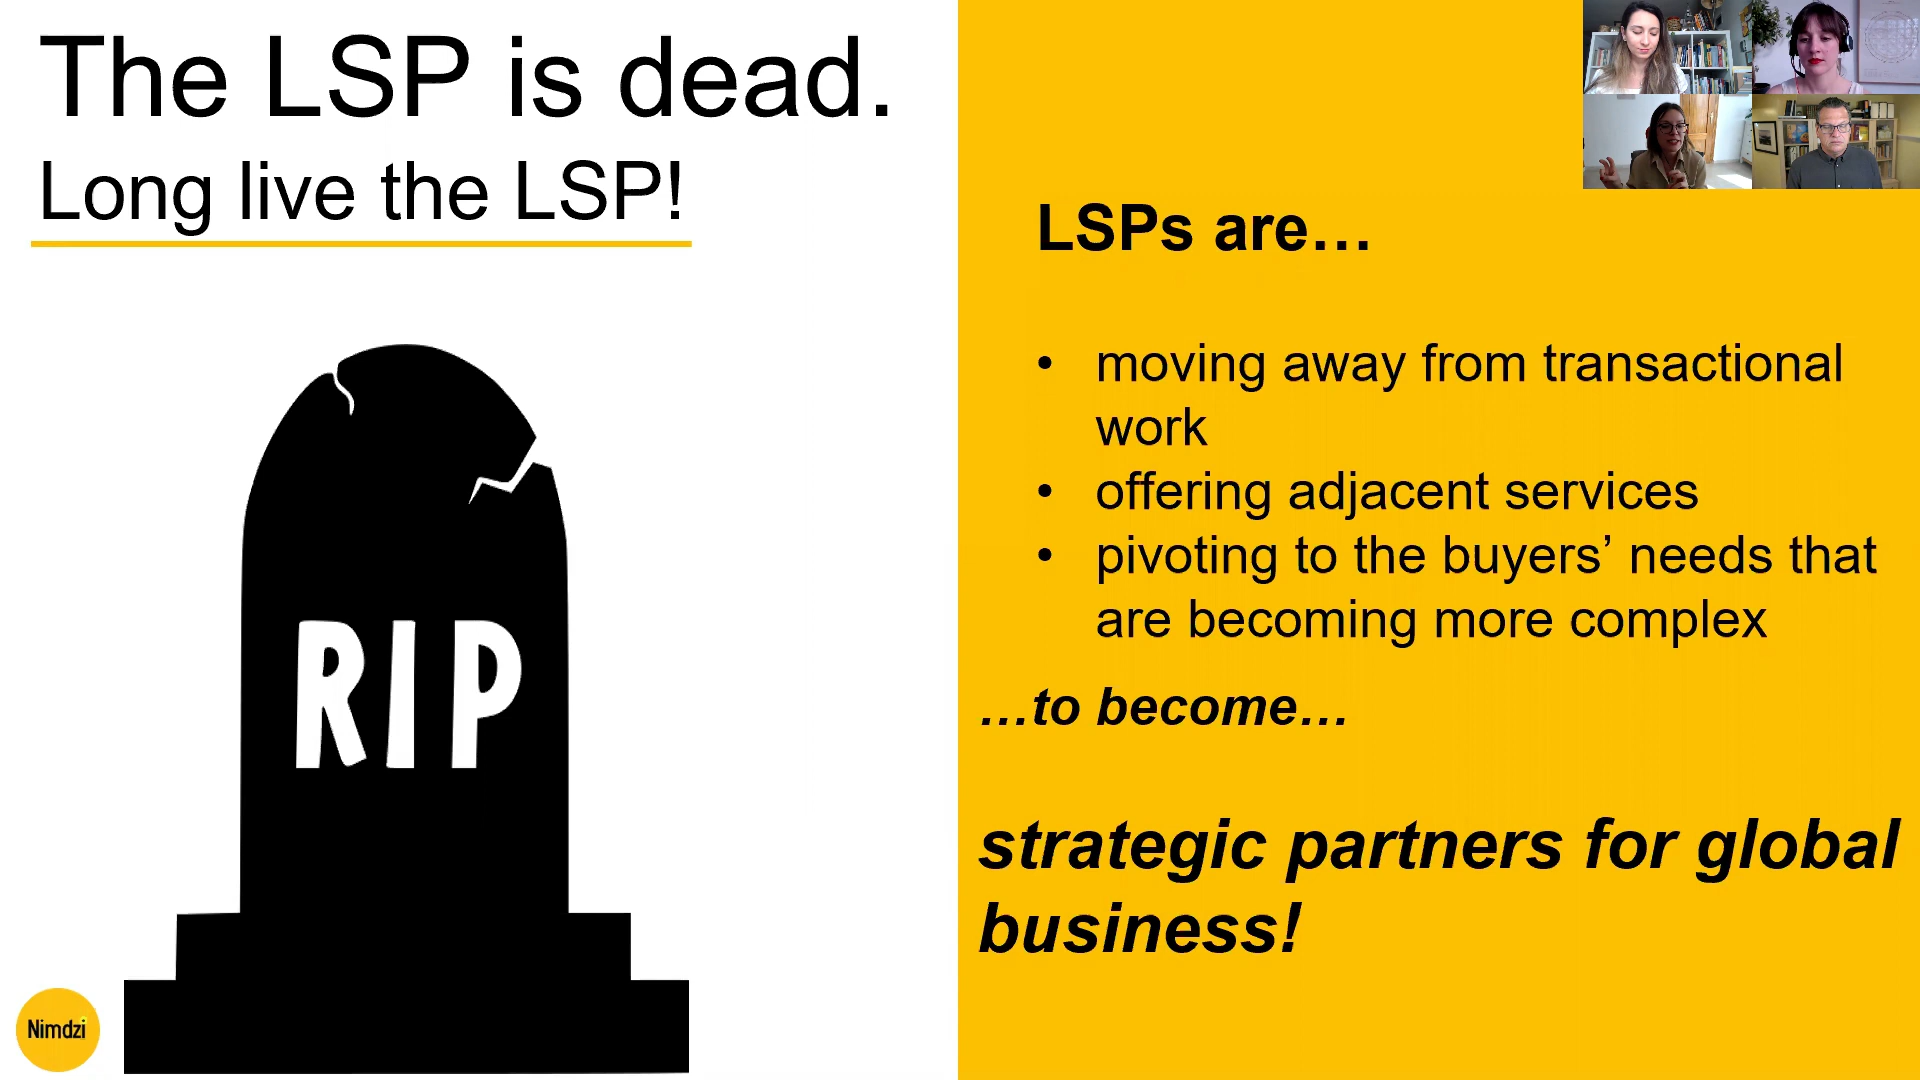 The LSP is dead.
Long live the LSP!
RIP
Nimdzi
LSPs are…
• moving away from transactional
work
• offering adjacent services
• pivoting to the buyers’ needs that
are becoming more complex
…to become…
strategic partners for global
business!